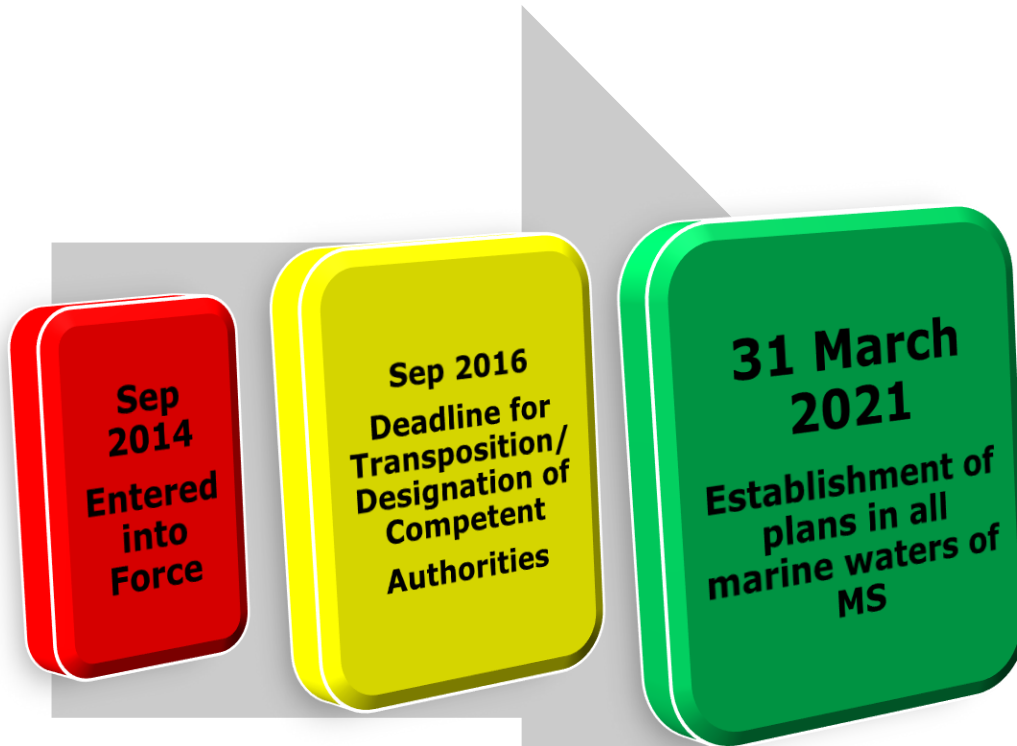 Sep
2014
Entered
into
Force
Sep 2016
Deadline for
Transposition/
Designation of
Competent
Authorities
31 March
2021
Establishment of
plans in all
marine waters of
MS